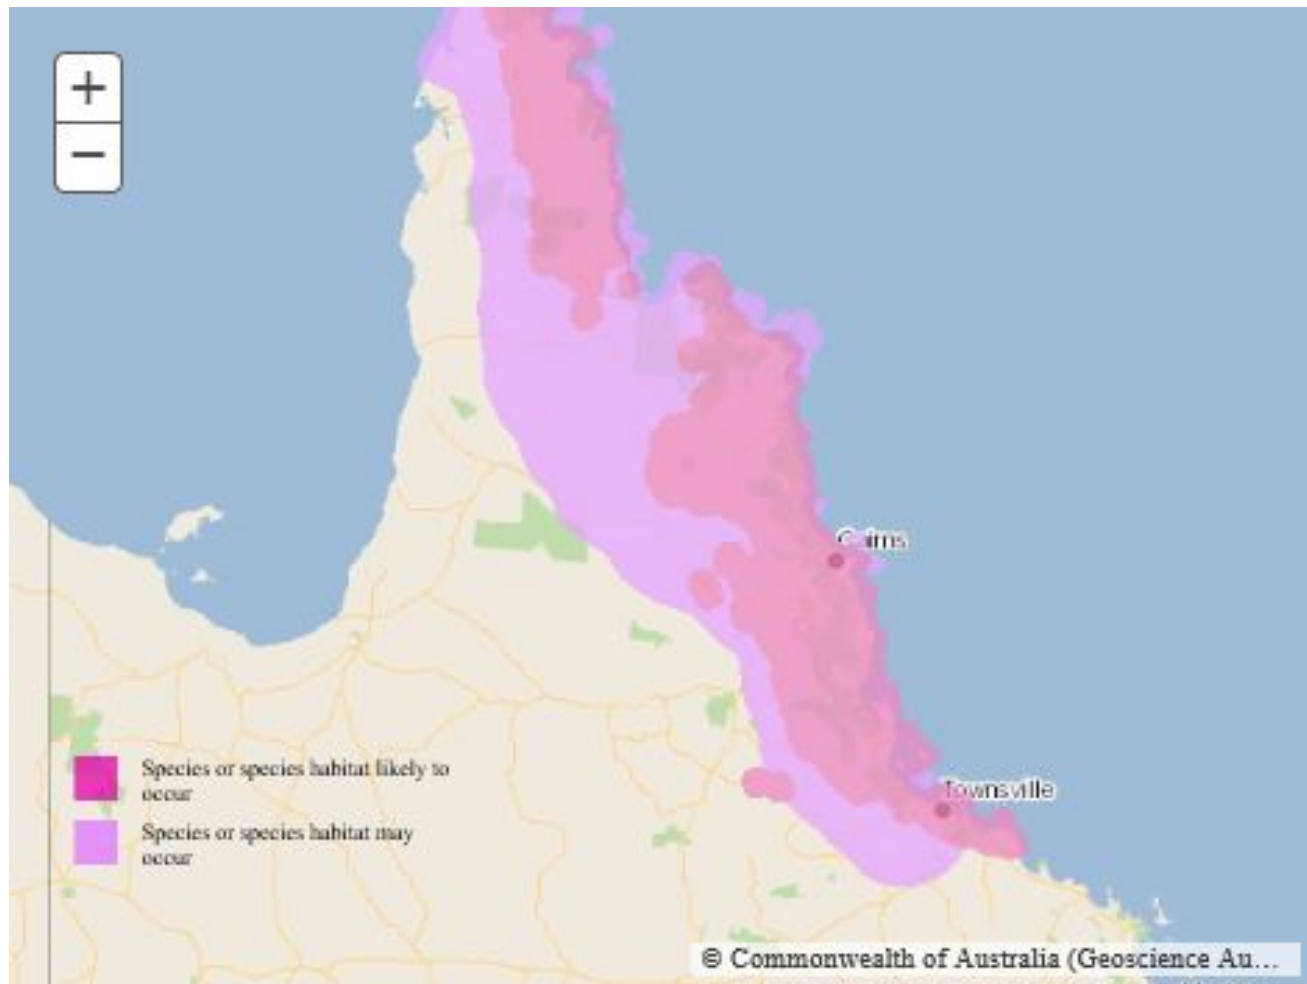 +
−
Cairns
Townsville
Species or species habitat likely to
occur
Species or species habitat may
occur
© Commonwealth of Australia (Geoscience Au...